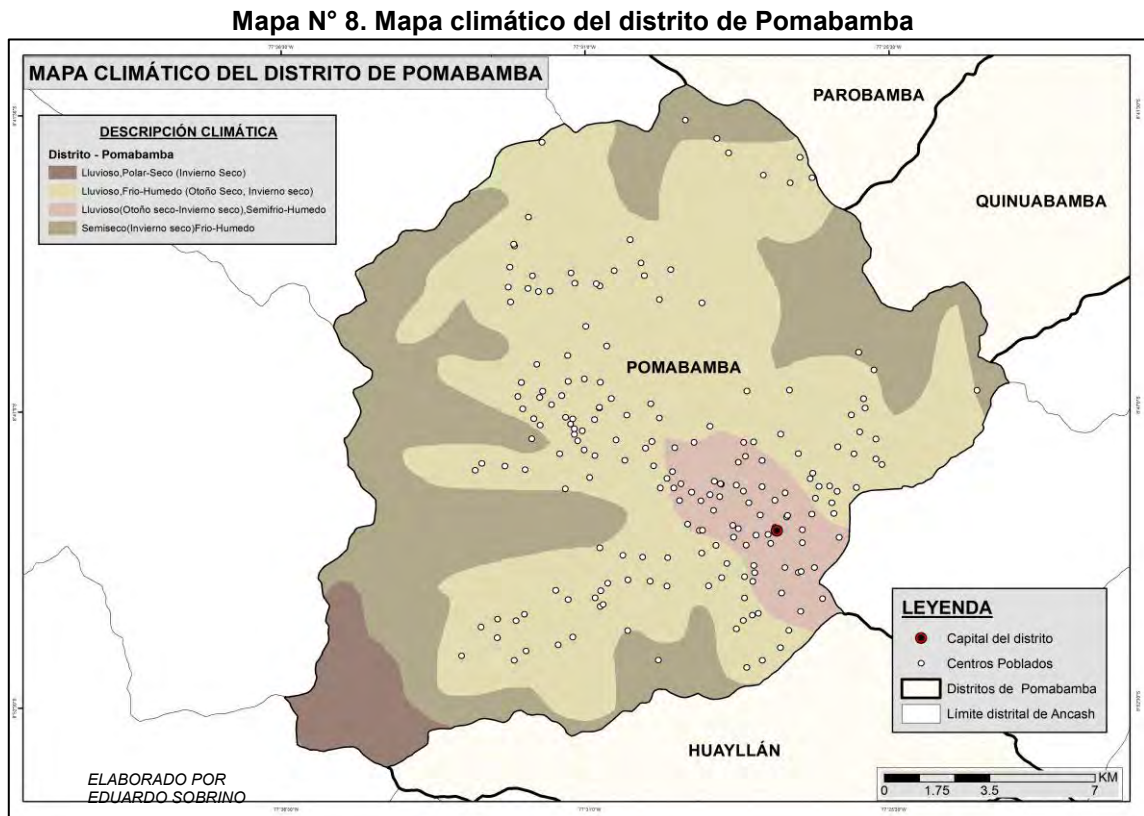 Mapa N° 8. Mapa climático del distrito de Pomabamba
MAPA CLIMÁTICO DEL DISTRITO DE POMABAMBA
DESCRIPCIÓN CLIMÁTICA
Distrito - Pomabamba
Lluvioso,Polar-Seco (Invierno Seco)
Lluvioso,Frio-Humedo (Otoño Seco, Invierno seco)
Lluvioso(Otoño seco-Invierno seco),Semifrio-Humedo
Semiseco(Invierno seco)Frio-Humedo
PAROBAMBA
QUINUABAMBA
POMABAMBA
HUAYLLÁN
LEYENDA
Capital del distrito
Centros Poblados
Distritos de Pomabamba
Límite distrital de Ancash
KM
0 1.75 3.5 7
ELABORADO POR
EDUARDO SOBRINO